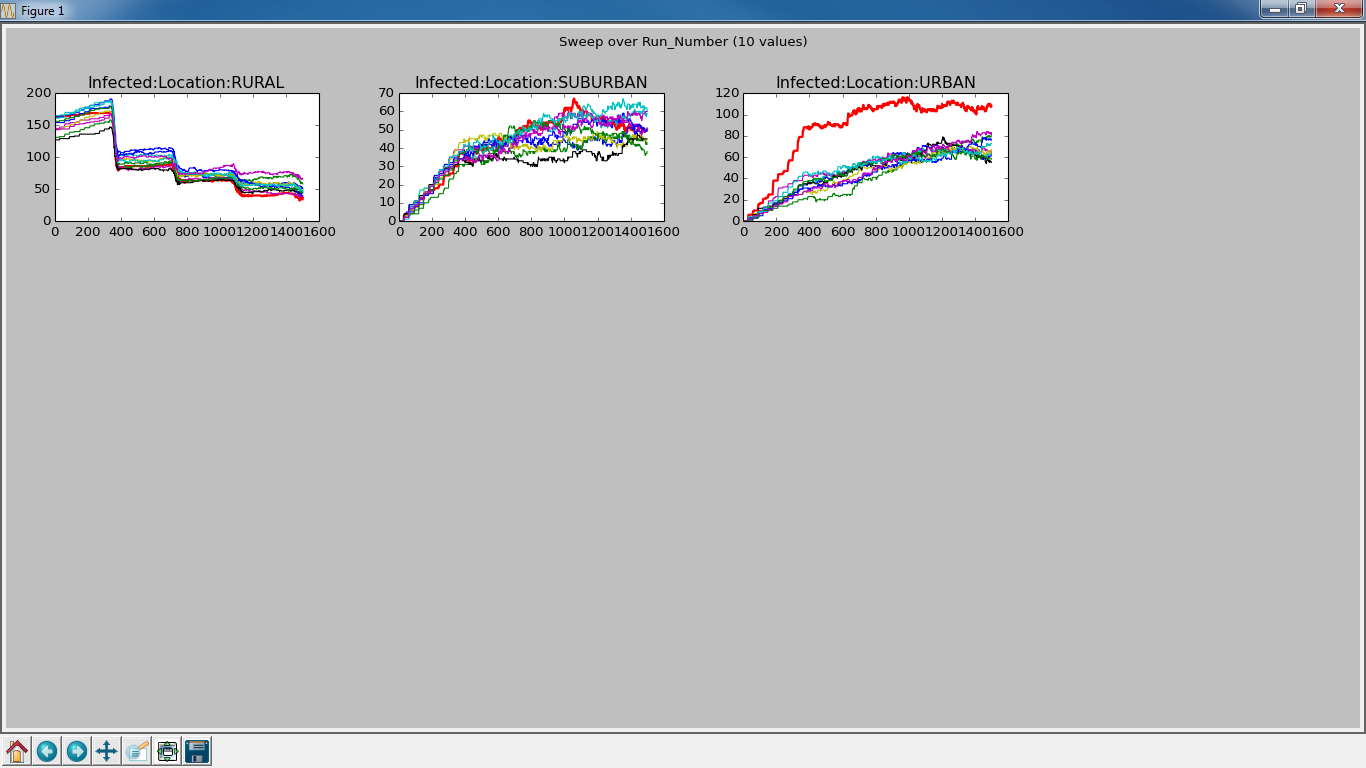 Figure 1
Sweep over Run_Number (10 values)
Infected:Location:RURAL
200
150
100
50
0
0 200 400 600 800 1000 1200 1400 1600
Infected:Location:SUBURBAN
70
60
50
40
30
20
10
0
0 200 400 600 800 1000 1200 1400 1600
Infected:Location:URBAN
120
100
80
60
40
20
0
0 200 400 600 800 1000 1200 1400 1600